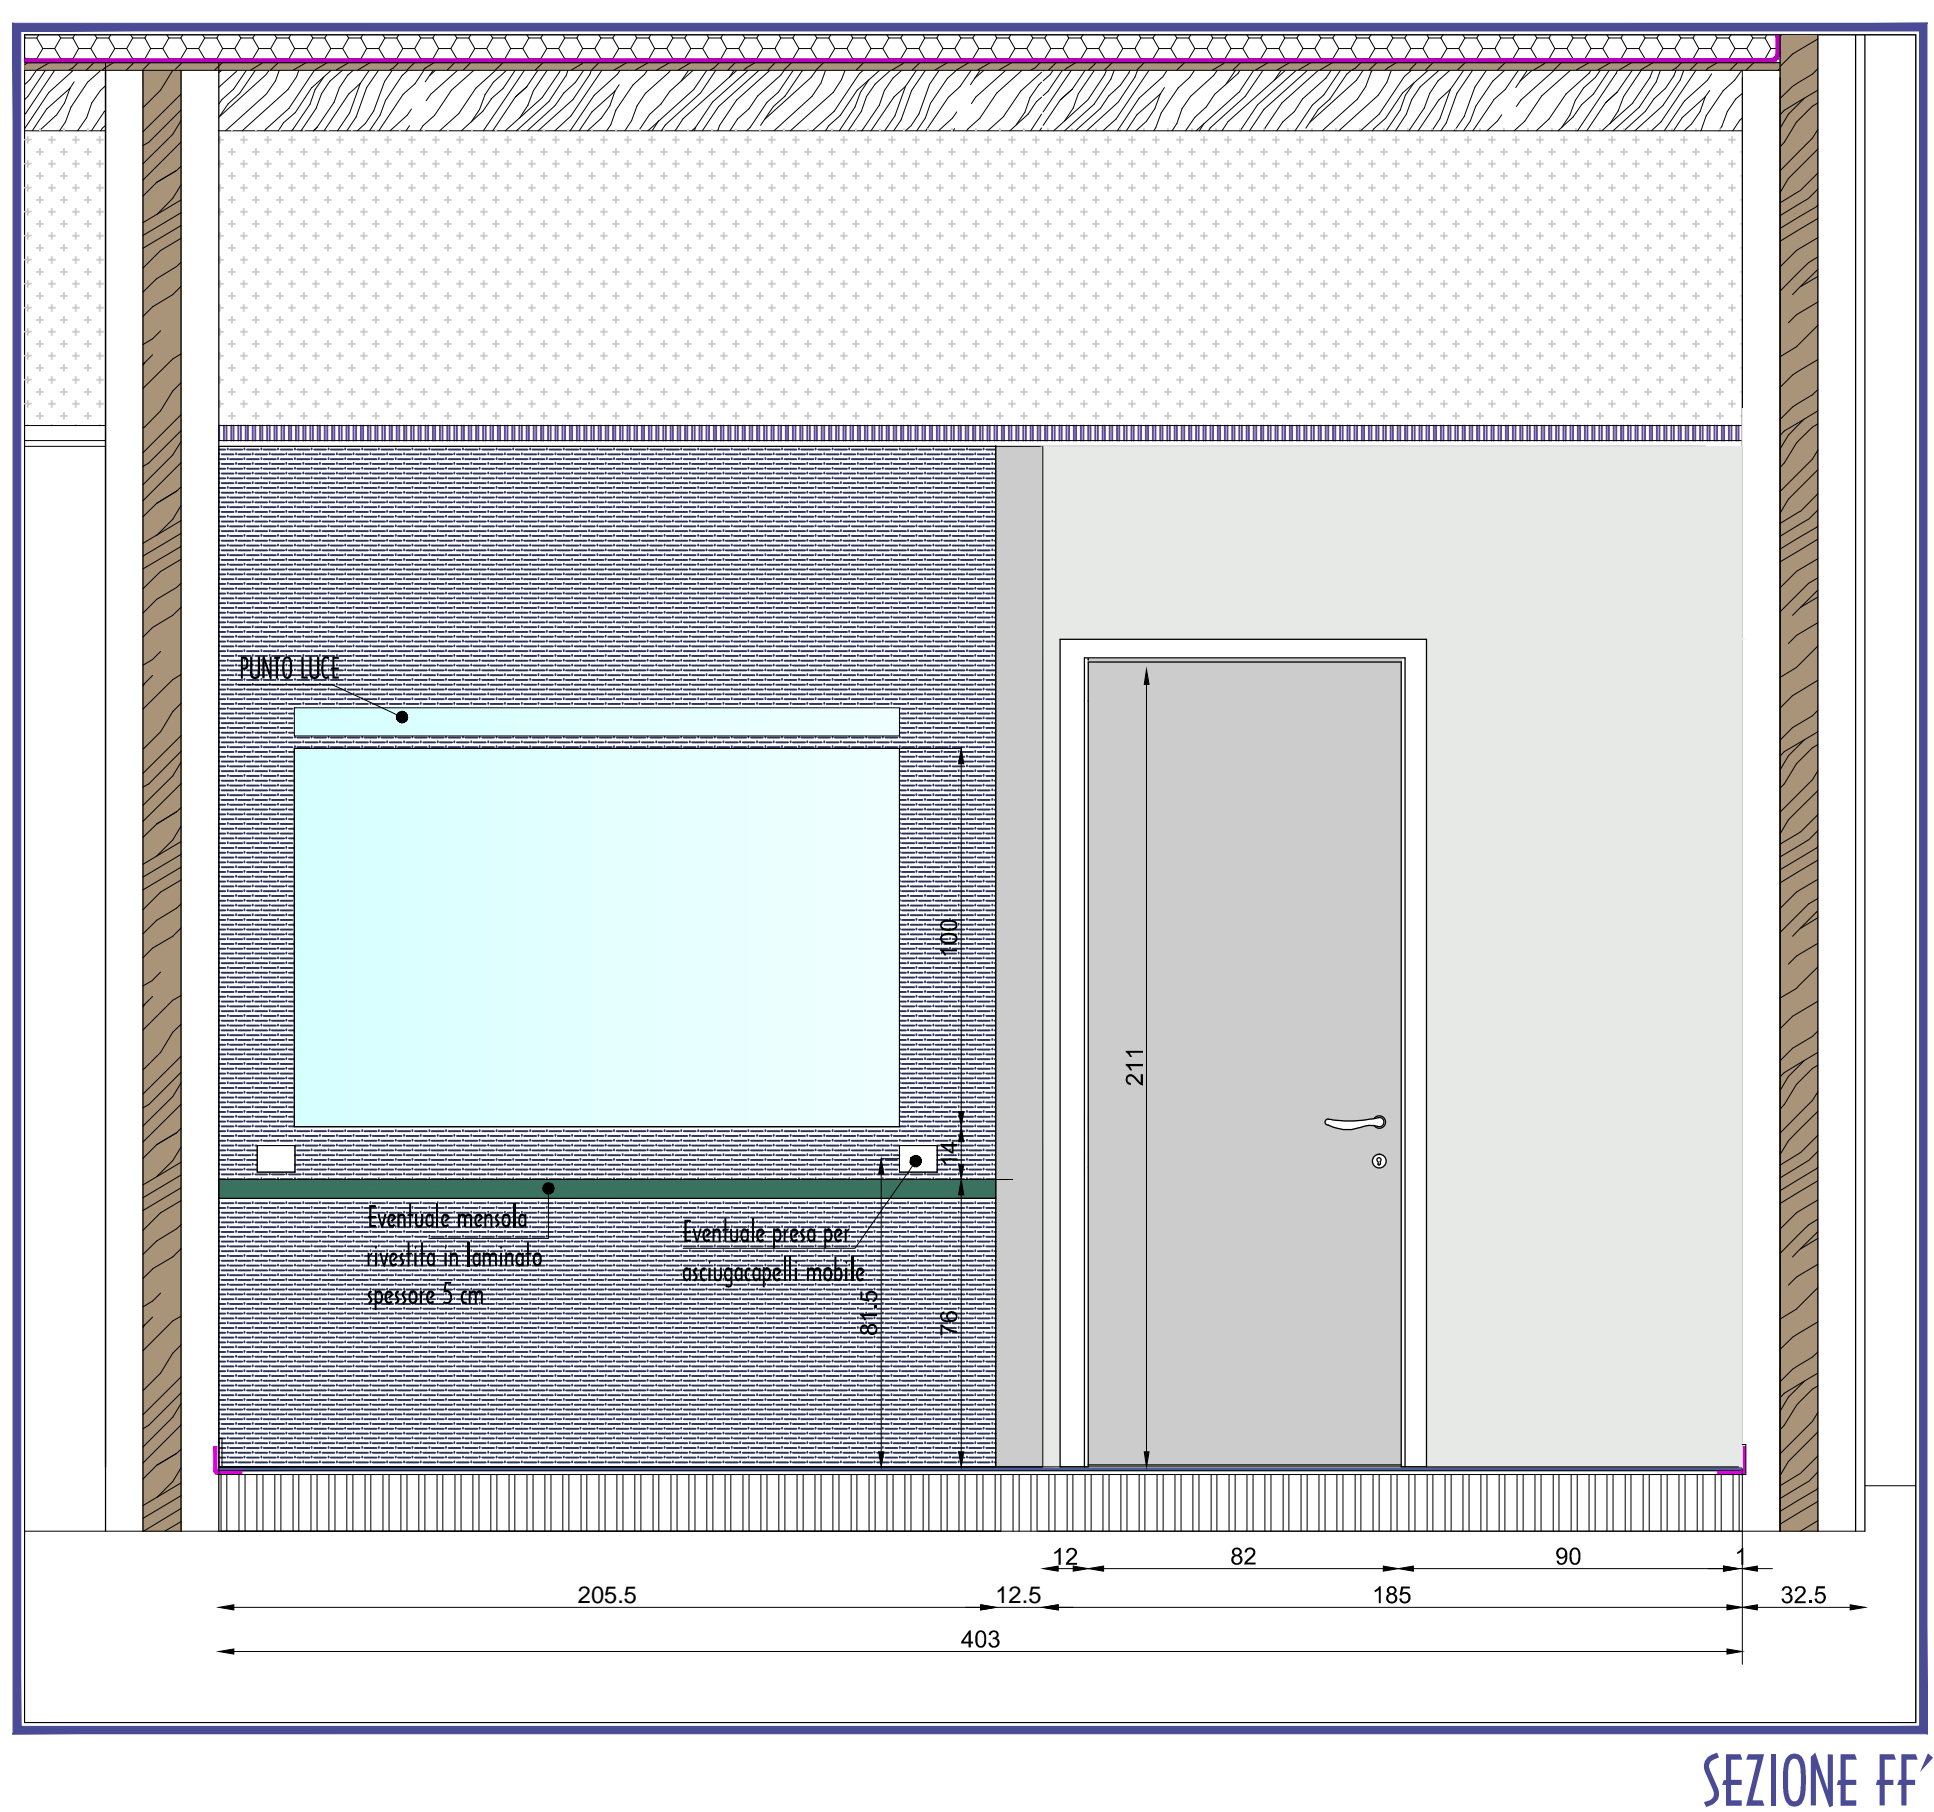 PUNTO LUCE
100
211
14
Eventuale mensola
rivestita in laminato
spessore 5 cm
Eventuale presa per
asciugacapelli mobile
81.5
76
12
82
90
1
205.5
12.5
185
32.5
403
SEZIONE FF'